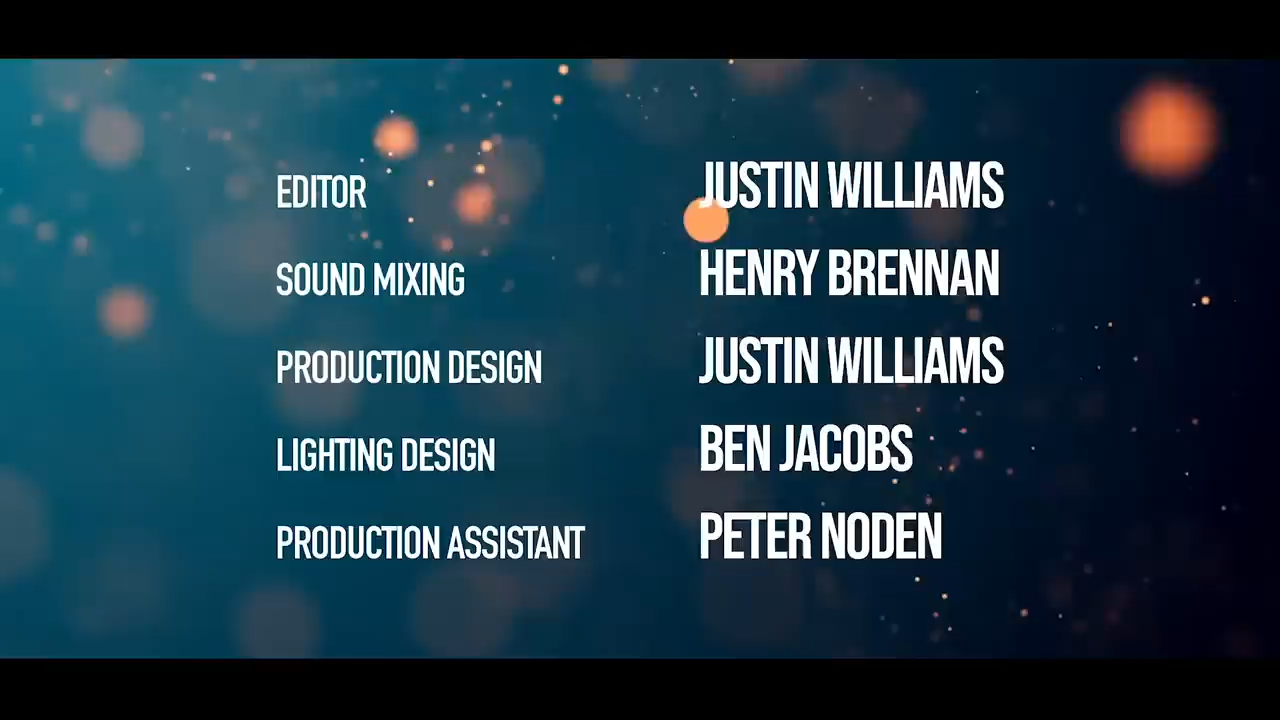 EDITOR JUSTIN WILLIAMS
SOUND MIXING HENRY BRENNAN
PRODUCTION DESIGN JUSTIN WILLIAMS
LIGHTING DESIGN BEN JACOBS
PRODUCTION ASSISTANT PETER NODEN